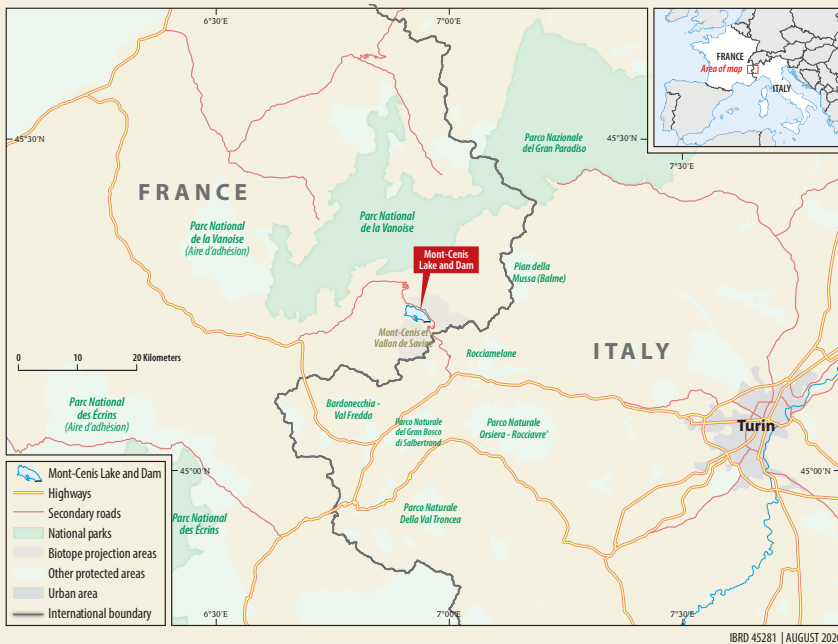 6°30'E
7°00'E
FRANCE
Area of map
ITALY
45°30'N
Parco Nazionale
del Gran Paradiso
45°30'N
7°30'E
FRANCE
Parc National
de la Vanoise
(Aire d'adhésion)
Parc National
de la Vanoise
Mont-Cenis
Lake and Dam
Pian della
Mussa (Balme)
Mont-Cenis et
Vallon de Savine
Rocciamelone
ITALY
0 10 20 Kilometers
Parc National
des Écrins
(Aire d'adhésion)
Bardonecchia -
Val Fredda
Parco Naturale
del Gran Bosco
di Salbertrand
Parco Naturale
Orsiera - Rocciavre'
Turin
45°00'N
45°00'N
Parc National
des Écrins
Parco Naturale
Della Val Troncea
Mont-Cenis Lake and Dam
Highways
Secondary roads
National parks
Biotope projection areas
Other protected areas
Urban area
International boundary
6°30'E
7°00'E
7°30'E
IBRD 45281 | AUGUST